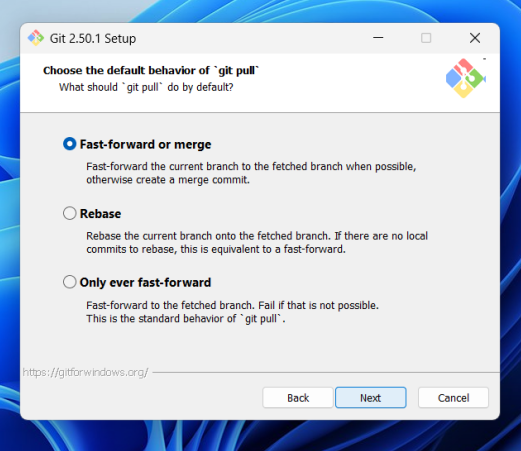 Git 2.50.1 Setup
Choose the default behavior of `git pull`
What should `git pull` do by default?
Fast-forward or merge
Fast-forward the current branch to the fetched branch when possible,
otherwise create a merge commit.
Rebase
Rebase the current branch onto the fetched branch. If there are no local
commits to rebase, this is equivalent to a fast-forward.
Only ever fast-forward
Fast-forward to the fetched branch. Fail if that is not possible.
This is the standard behavior of `git pull`.
https://gitforwindows.org/
Back Next Cancel